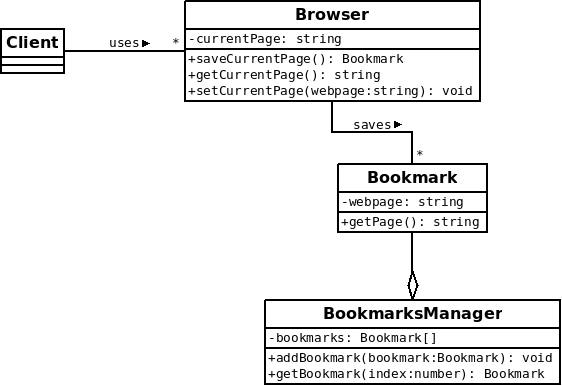 Browser
-currentPage: string
+saveCurrentPage(): Bookmark
+getCurrentPage(): string
+setCurrentPage(webpage:string): void
Client
uses
*
saves
*
Bookmark
-webpage: string
+getPage(): string
BookmarksManager
-bookmarks: Bookmark[]
+addBookmark(bookmark:Bookmark): void
+getBookmark(index:number): Bookmark